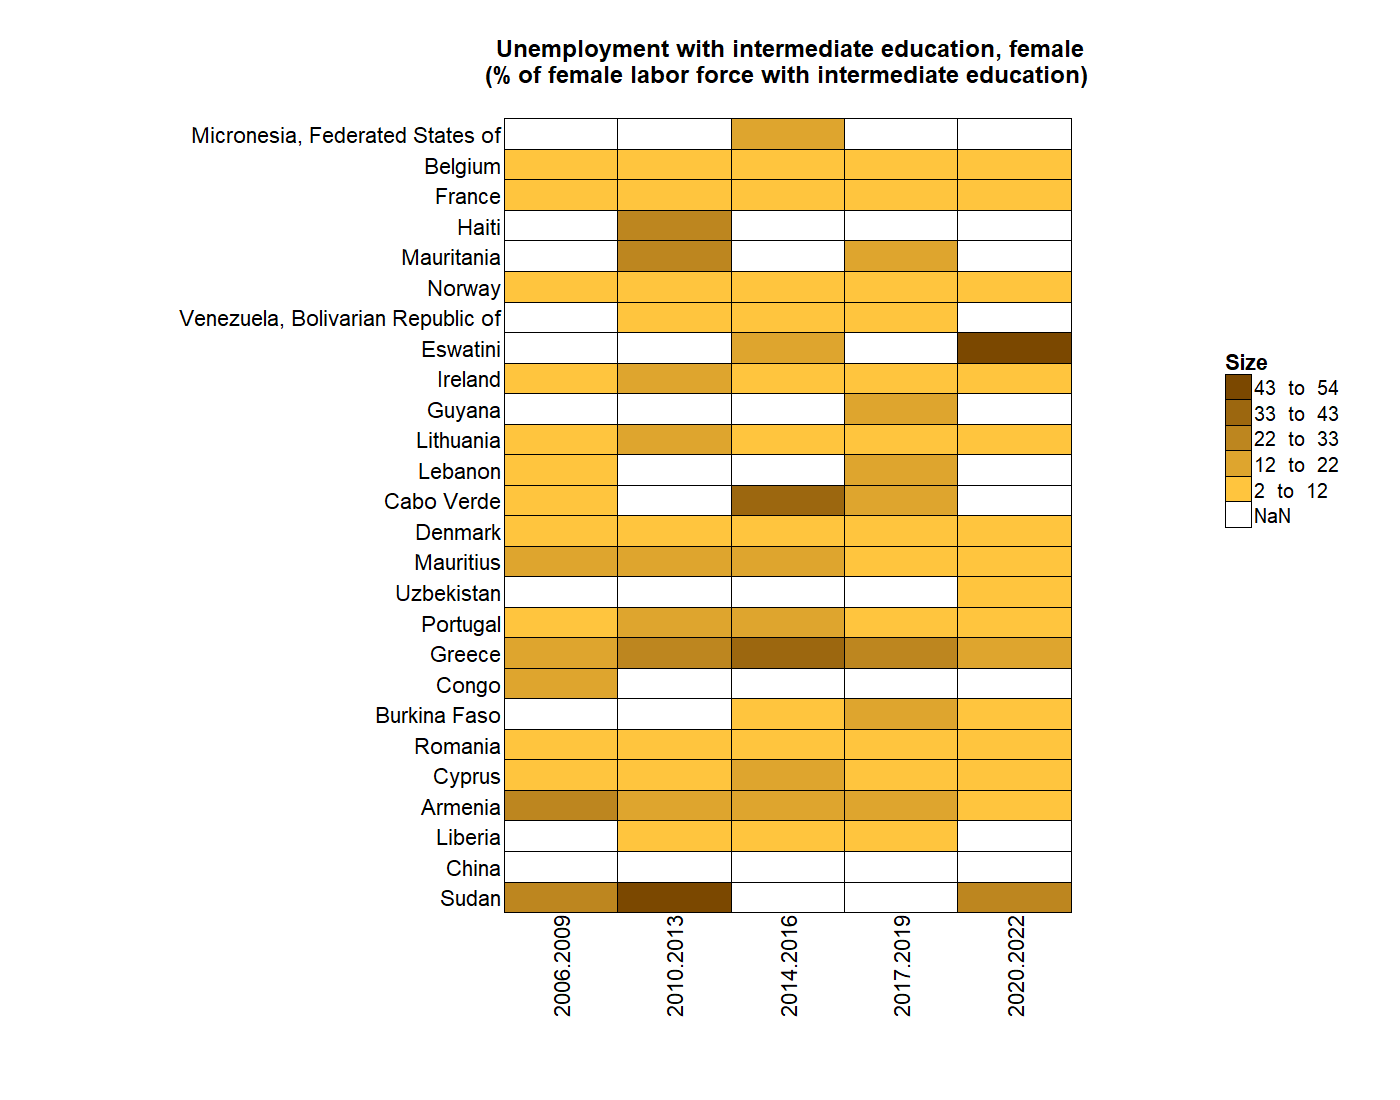 Unemployment with intermediate education, female
(% of female labor force with intermediate education)
Micronesia, Federated States of
Belgium
France
Haiti
Mauritania
Norway
Venezuela, Bolivarian Republic of
Eswatini
Ireland
Guyana
Lithuania
Lebanon
Cabo Verde
Denmark
Mauritius
Uzbekistan
Portugal
Greece
Congo
Burkina Faso
Romania
Cyprus
Armenia
Liberia
China
Sudan
2006.2009
2010.2013
2014.2016
2017.2019
2020.2022
Size
43 to 54
33 to 43
22 to 33
12 to 22
2 to 12
NaN